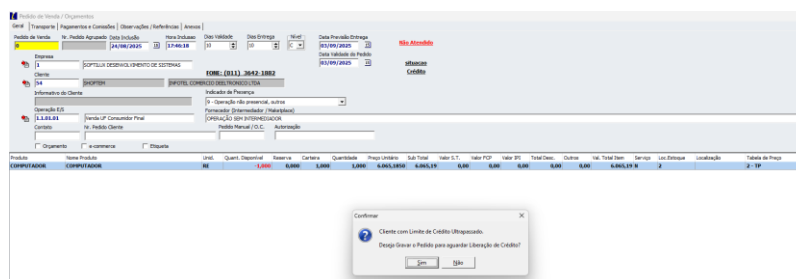 Pedido de Venda / Orçamentos
Geral Transporte Pagamentos e Comissões Observações / Referências Anexos
Pedido de Venda Nr. Pedido Agrupado Data Inclusão Hora Inclusao Dias Validade Dias Entrega Nível Data Previsão Entrega
8 24/08/2025 17:46:18 10 10 C 03/09/2025 Não Atendido
Data Validade do Pedido
Empresa 03/09/2025 situacao
1 SOFTILUX DESENVOLVIMENTO DE SISTEMAS Crédito
Cliente FONE: (011) 3642-1882
54 SHOPTEM INFOTEL COMERCIO DEELTRONICO LTDA
Informativo do Cliente Indicador de Presença
9 - Operação não presencial, outros
Operação E/S Fornecedor (Intermediador / Maketplace)
1.1.01.01 Venda UF Consumidor Final OPERAÇÃO SEM INTERMEDIADOR
Contato Nr. Pedido Cliente Pedido Manual / O.C. Autorização
Orçamento e-commerce Etiqueta
Produto Nome Produto Unid. Quant. Disponível Reserva Carteira Quantidade Preço Unitário Sub Total Valor S.T. Valor FCP Valor IPI Total Desc. Outros Val. Total Item Serviço Loc.Estoque Localização Tabela de Preço
COMPUTADOR COMPUTADOR -1,000 0,000 1,000 1,000 6.065,1850 6.065,19 0,00 0,00 0,00 0,00 0,00 6.065,19 N 2 2 - TP
Confirmar
Cliente com Limite de Crédito Ultrapassado.
Deseja Gravar o Pedido para aguardar Liberação de Crédito?
Sim Não